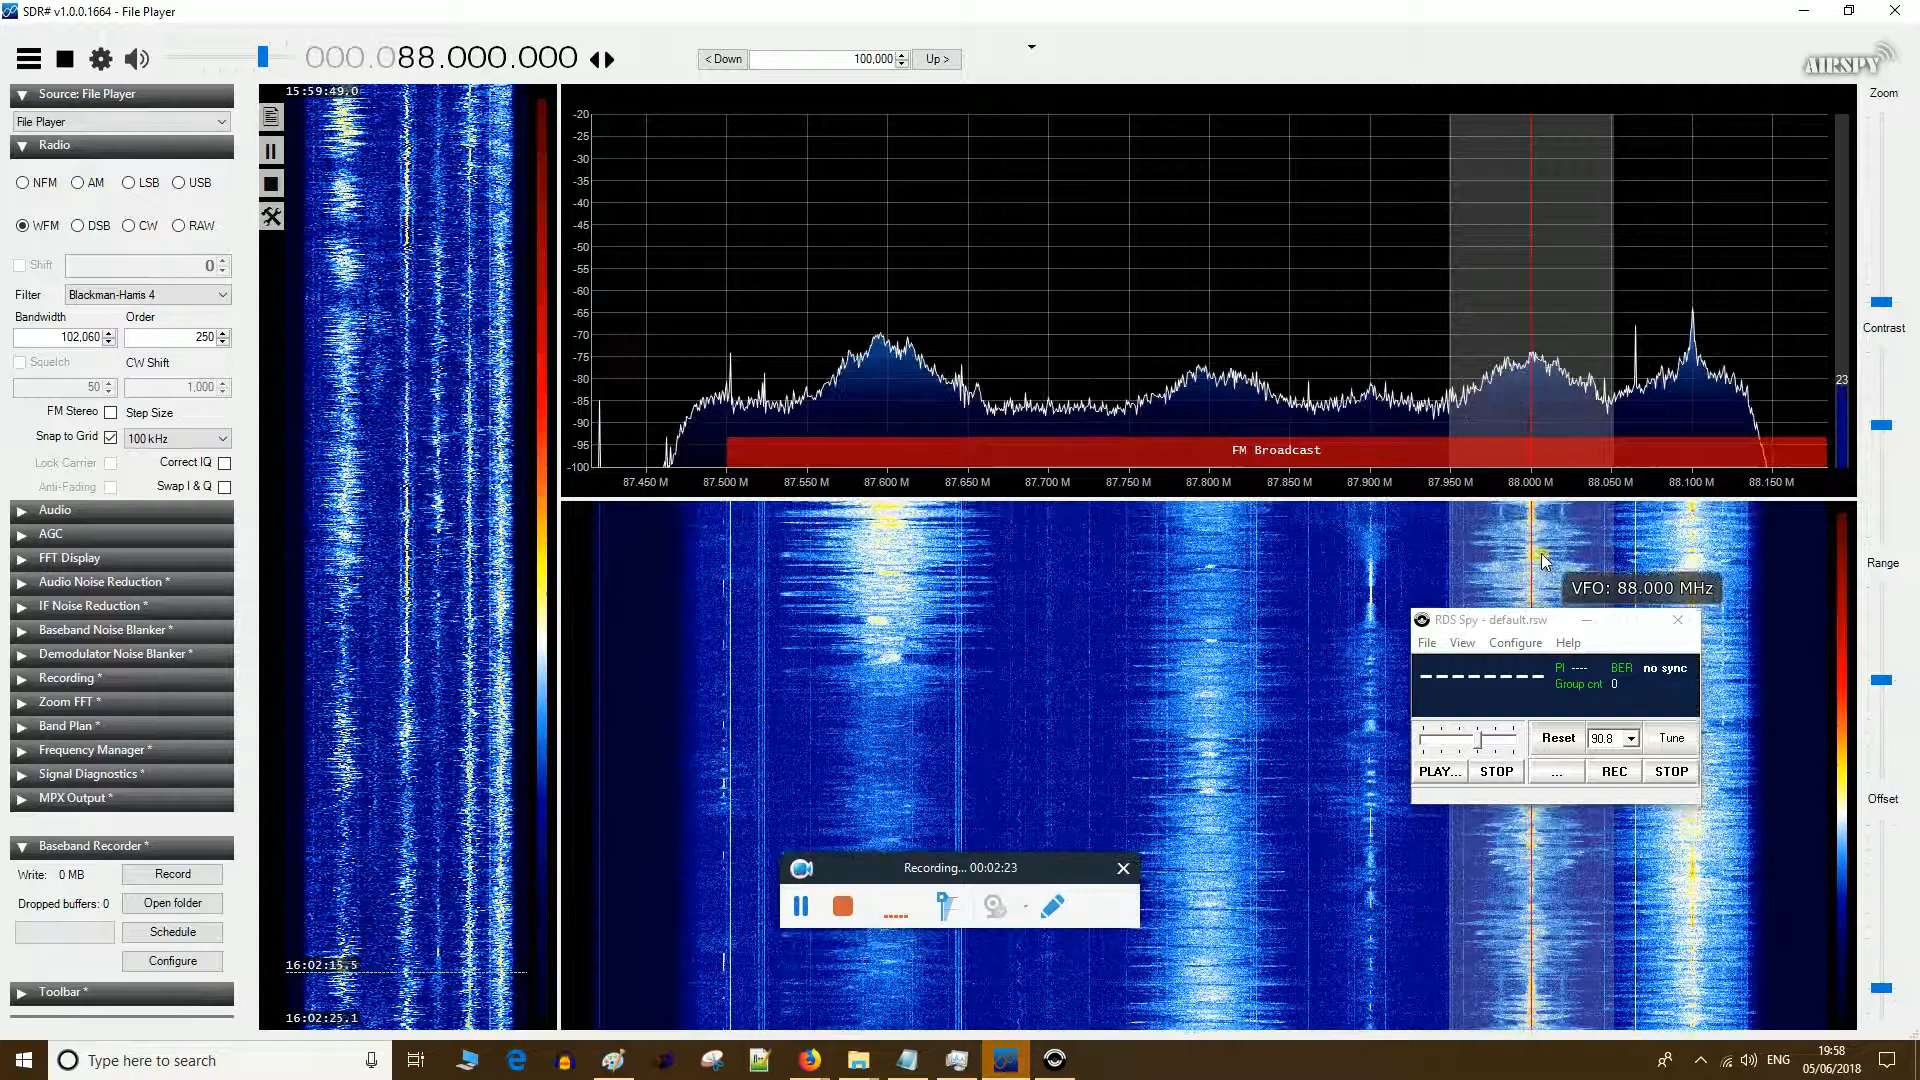 SDR# v1.0.0.1664 - File Player
000.088.000.000
< Down
100,000
Up >
AIRSPY
Source: File Player
File Player
Radio
NFM
AM
LSB
USB
WFM
DSB
CW
RAW
Shift
0
Filter
Blackman-Harris 4
Bandwidth
Order
102,060
250
Squelch
CW Shift
50
1,000
FM Stereo
Step Size
Snap to Grid
100 kHz
Lock Carrier
Correct IQ
Anti-Fading
Swap I & Q
Audio
AGC
FFT Display
Audio Noise Reduction *
IF Noise Reduction *
Baseband Noise Blanker *
Demodulator Noise Blanker *
Recording *
Zoom FFT *
Band Plan *
Frequency Manager *
Signal Diagnostics *
MPX Output *
Baseband Recorder *
Write: 0 MB
Record
Dropped buffers: 0
Open folder
Schedule
Configure
Toolbar *
15:59:49.0
16:02:15.5
16:02:25.1
-20
-25
-30
-35
-40
-45
-50
-55
-60
-65
-70
-75
-80
-85
-90
-95
-100
23
FM Broadcast
87.450 M
87.500 M
87.550 M
87.600 M
87.650 M
87.700 M
87.750 M
87.800 M
87.850 M
87.900 M
87.950 M
88.000 M
88.050 M
88.100 M
88.150 M
Zoom
Contrast
Range
Offset
VFO: 88.000 MHz
RDS Spy - default.rsw
File View Configure Help
PI ----
BER no sync
Group cnt 0
Reset
90.8
Tune
PLAY...
STOP
...
REC
STOP
Recording... 00:02:23
Type here to search
ENG
19:58
05/06/2018